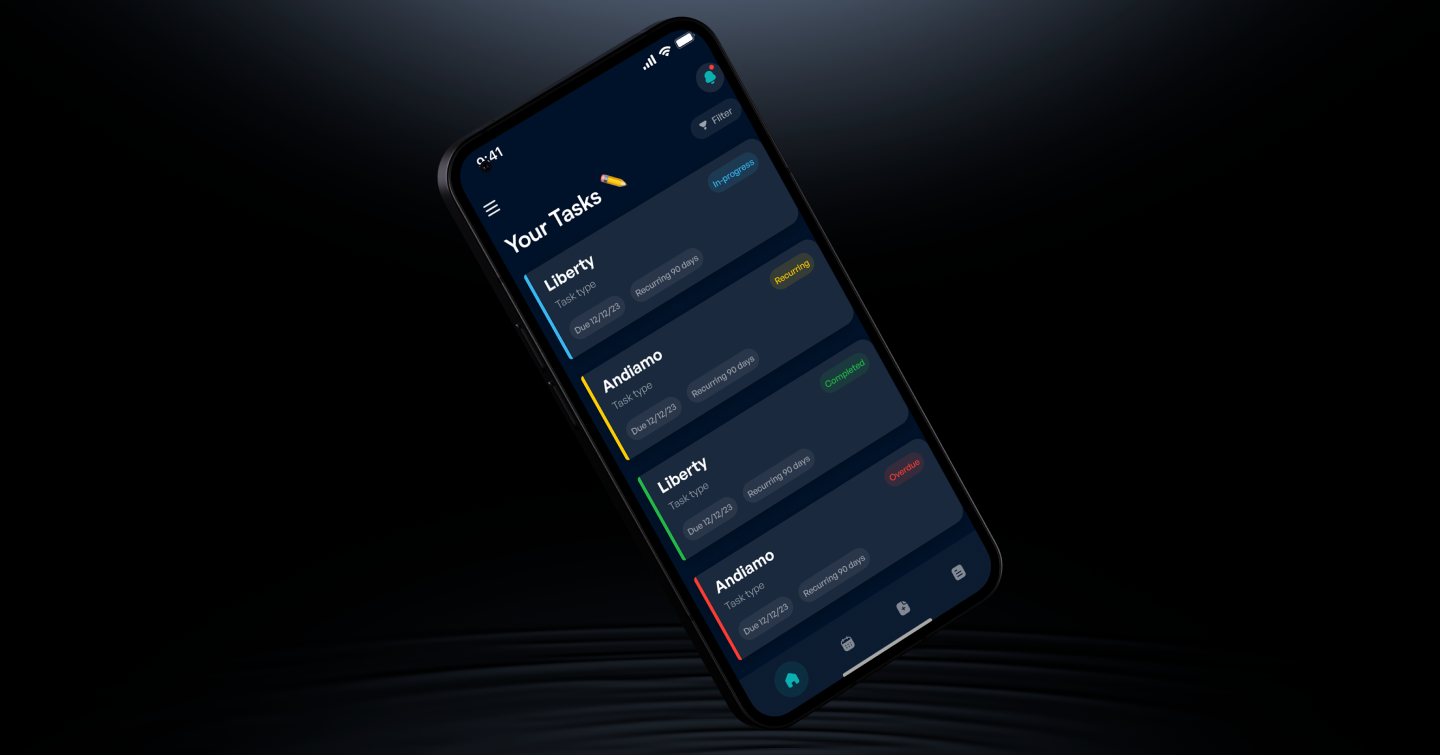 9:41
Filter
Your Tasks
In-progress
Liberty
Task type
Due 12/12/23 Recurring 90 days
Recurring
Andiamo
Task type
Due 12/12/23 Recurring 90 days
Completed
Liberty
Task type
Due 12/12/23 Recurring 90 days
Overdue
Andiamo
Task type
Due 12/12/23 Recurring 90 days